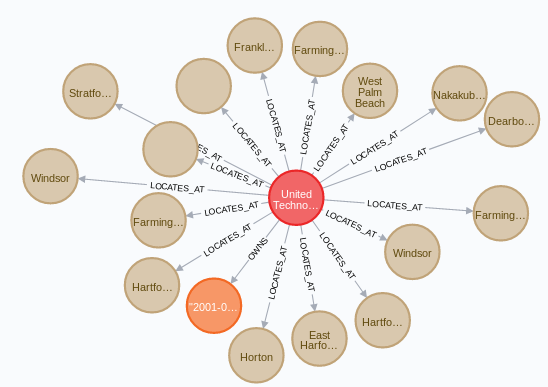 Frankl…
Farming…
West
Palm
Beach
Nakakub…
Stratfo…
Dearbo…
LOCATES_AT
LOCATES_AT
LOCATES_AT
LOCATES_AT
LOCATES_AT
LOCATES_AT
ES_AT
LOCATES_AT
Windsor
LOCATES_AT
United
Techno…
LOCATES_AT
LOCATES_AT
Farming…
Farming…
LOCATES_AT
LOCATES_AT
Windsor
OWNS
LOCATES_AT
LOCATES_AT
LOCATES_AT
Hartfo…
"2001-0…
Hartfo…
East
Harfo…
Horton